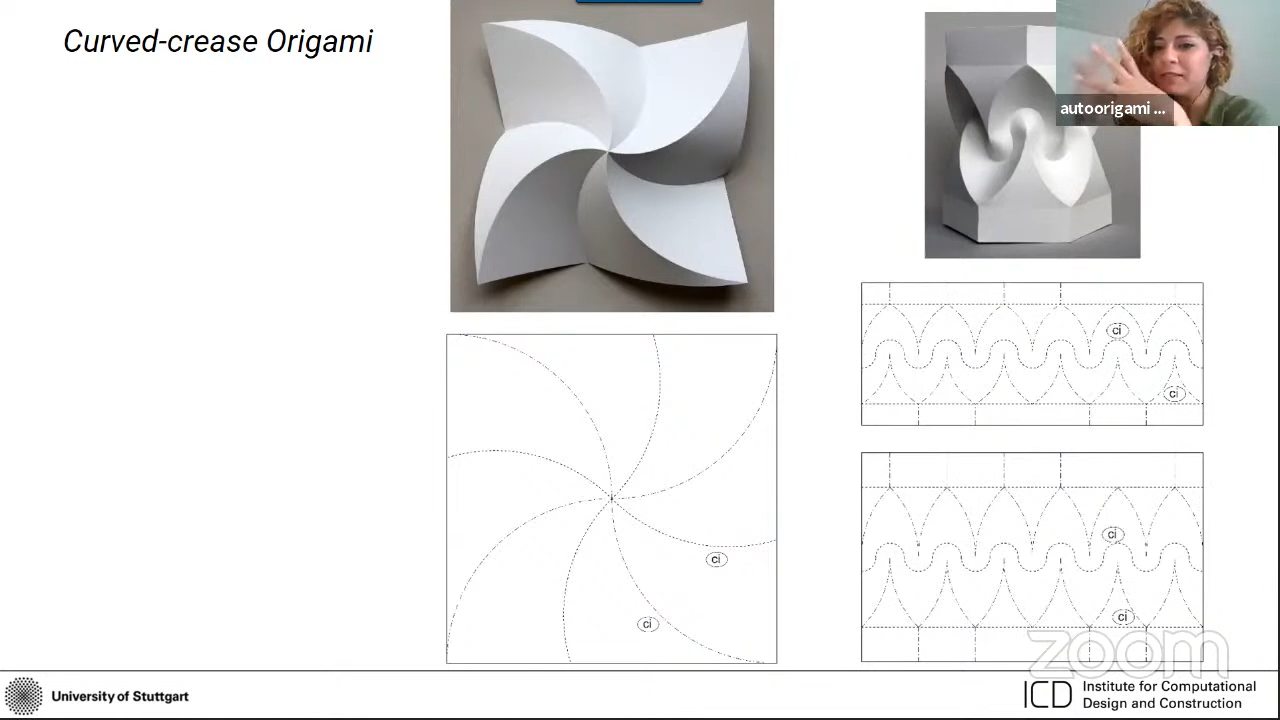 Curved-crease Origami
autoorigami ...
ci
ci
ci
ci
ci
ci
zoom
University of Stuttgart
ICD
Institute for Computational
Design and Construction